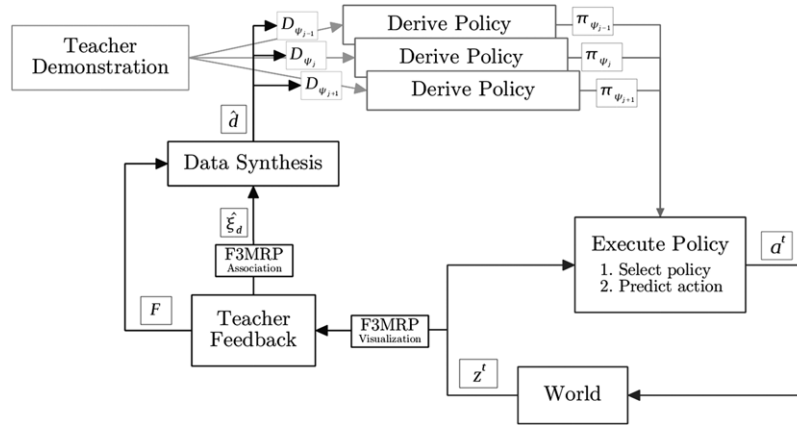 Teacher
Demonstration
D_{ψ_{j-1}}
Derive Policy
π_{ψ_{j-1}}
D_{ψ_j}
Derive Policy
π_{ψ_j}
D_{ψ_{j+1}}
Derive Policy
π_{ψ_{j+1}}
d̂
Data Synthesis
ξ̂_d
F3MRP
Association
Execute Policy
1. Select policy
2. Predict action
a^t
F
Teacher
Feedback
F3MRP
Visualization
z^t
World